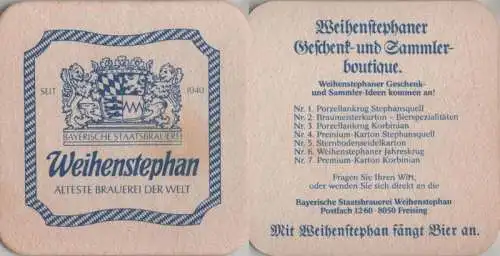 SEIT 1040
BAYERISCHE STAATSBRAUEREI
Weihenstephan
ÄLTESTE BRAUEREI DER WELT
Weihenstephaner
Geschenk- und Sammler-
boutique.
Weihenstephaner Geschenk-
und Sammler-Ideen kommen an!
Nr. 1. Porzellankrug Stephansquell
Nr. 2. Braumeisterkarton - Bierspezialitäten
Nr. 3. Porzellankrug Korbinian
Nr. 4. Premium-Karton Stephansquell
Nr. 5. Sternbodenseidelkarton
Nr. 6. Weihenstephaner Jahreskrug
Nr. 7. Premium-Karton Korbinian
Fragen Sie Ihren Wirt,
oder wenden Sie sich direkt an die
Bayerische Staatsbrauerei Weihenstephan
Postfach 1260 · 8050 Freising
Mit Weihenstephan fängt Bier an.